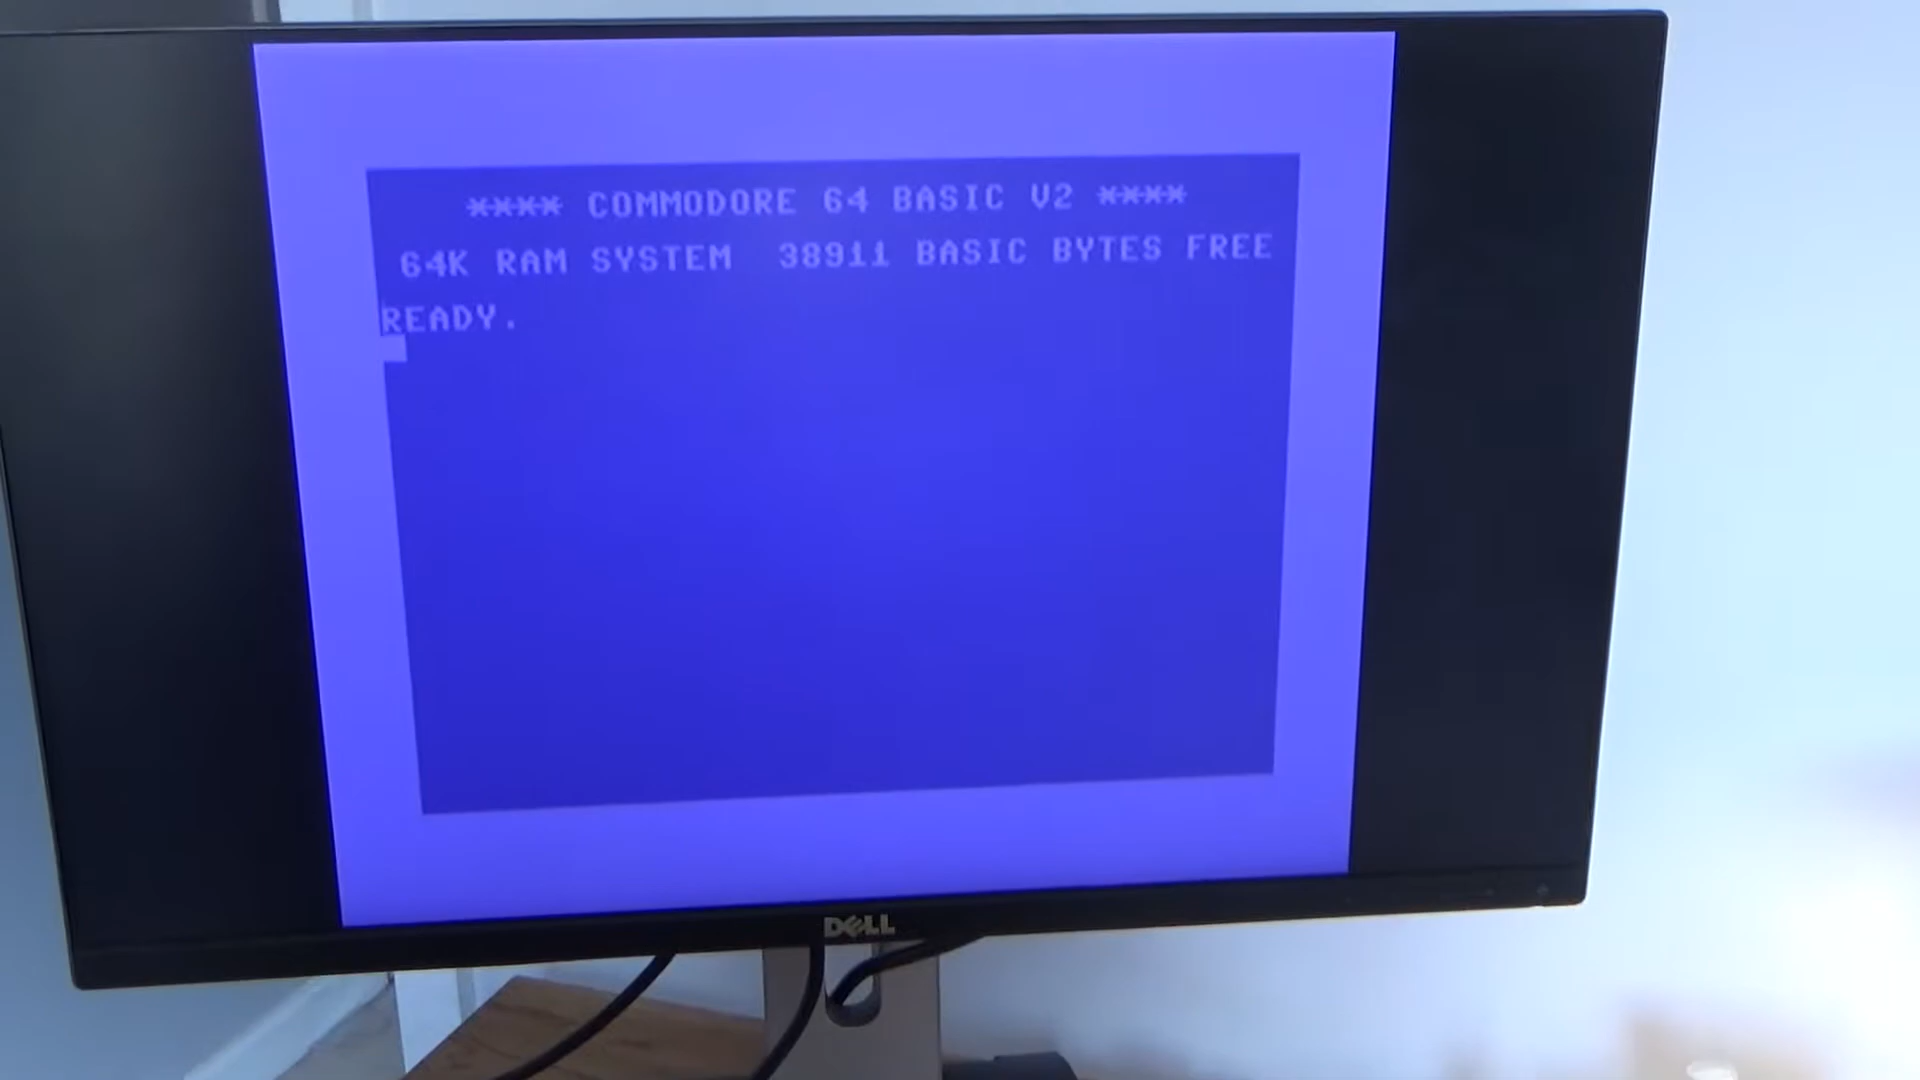 **** COMMODORE 64 BASIC V2 ****
64K RAM SYSTEM  38911 BASIC BYTES FREE
READY.
DELL